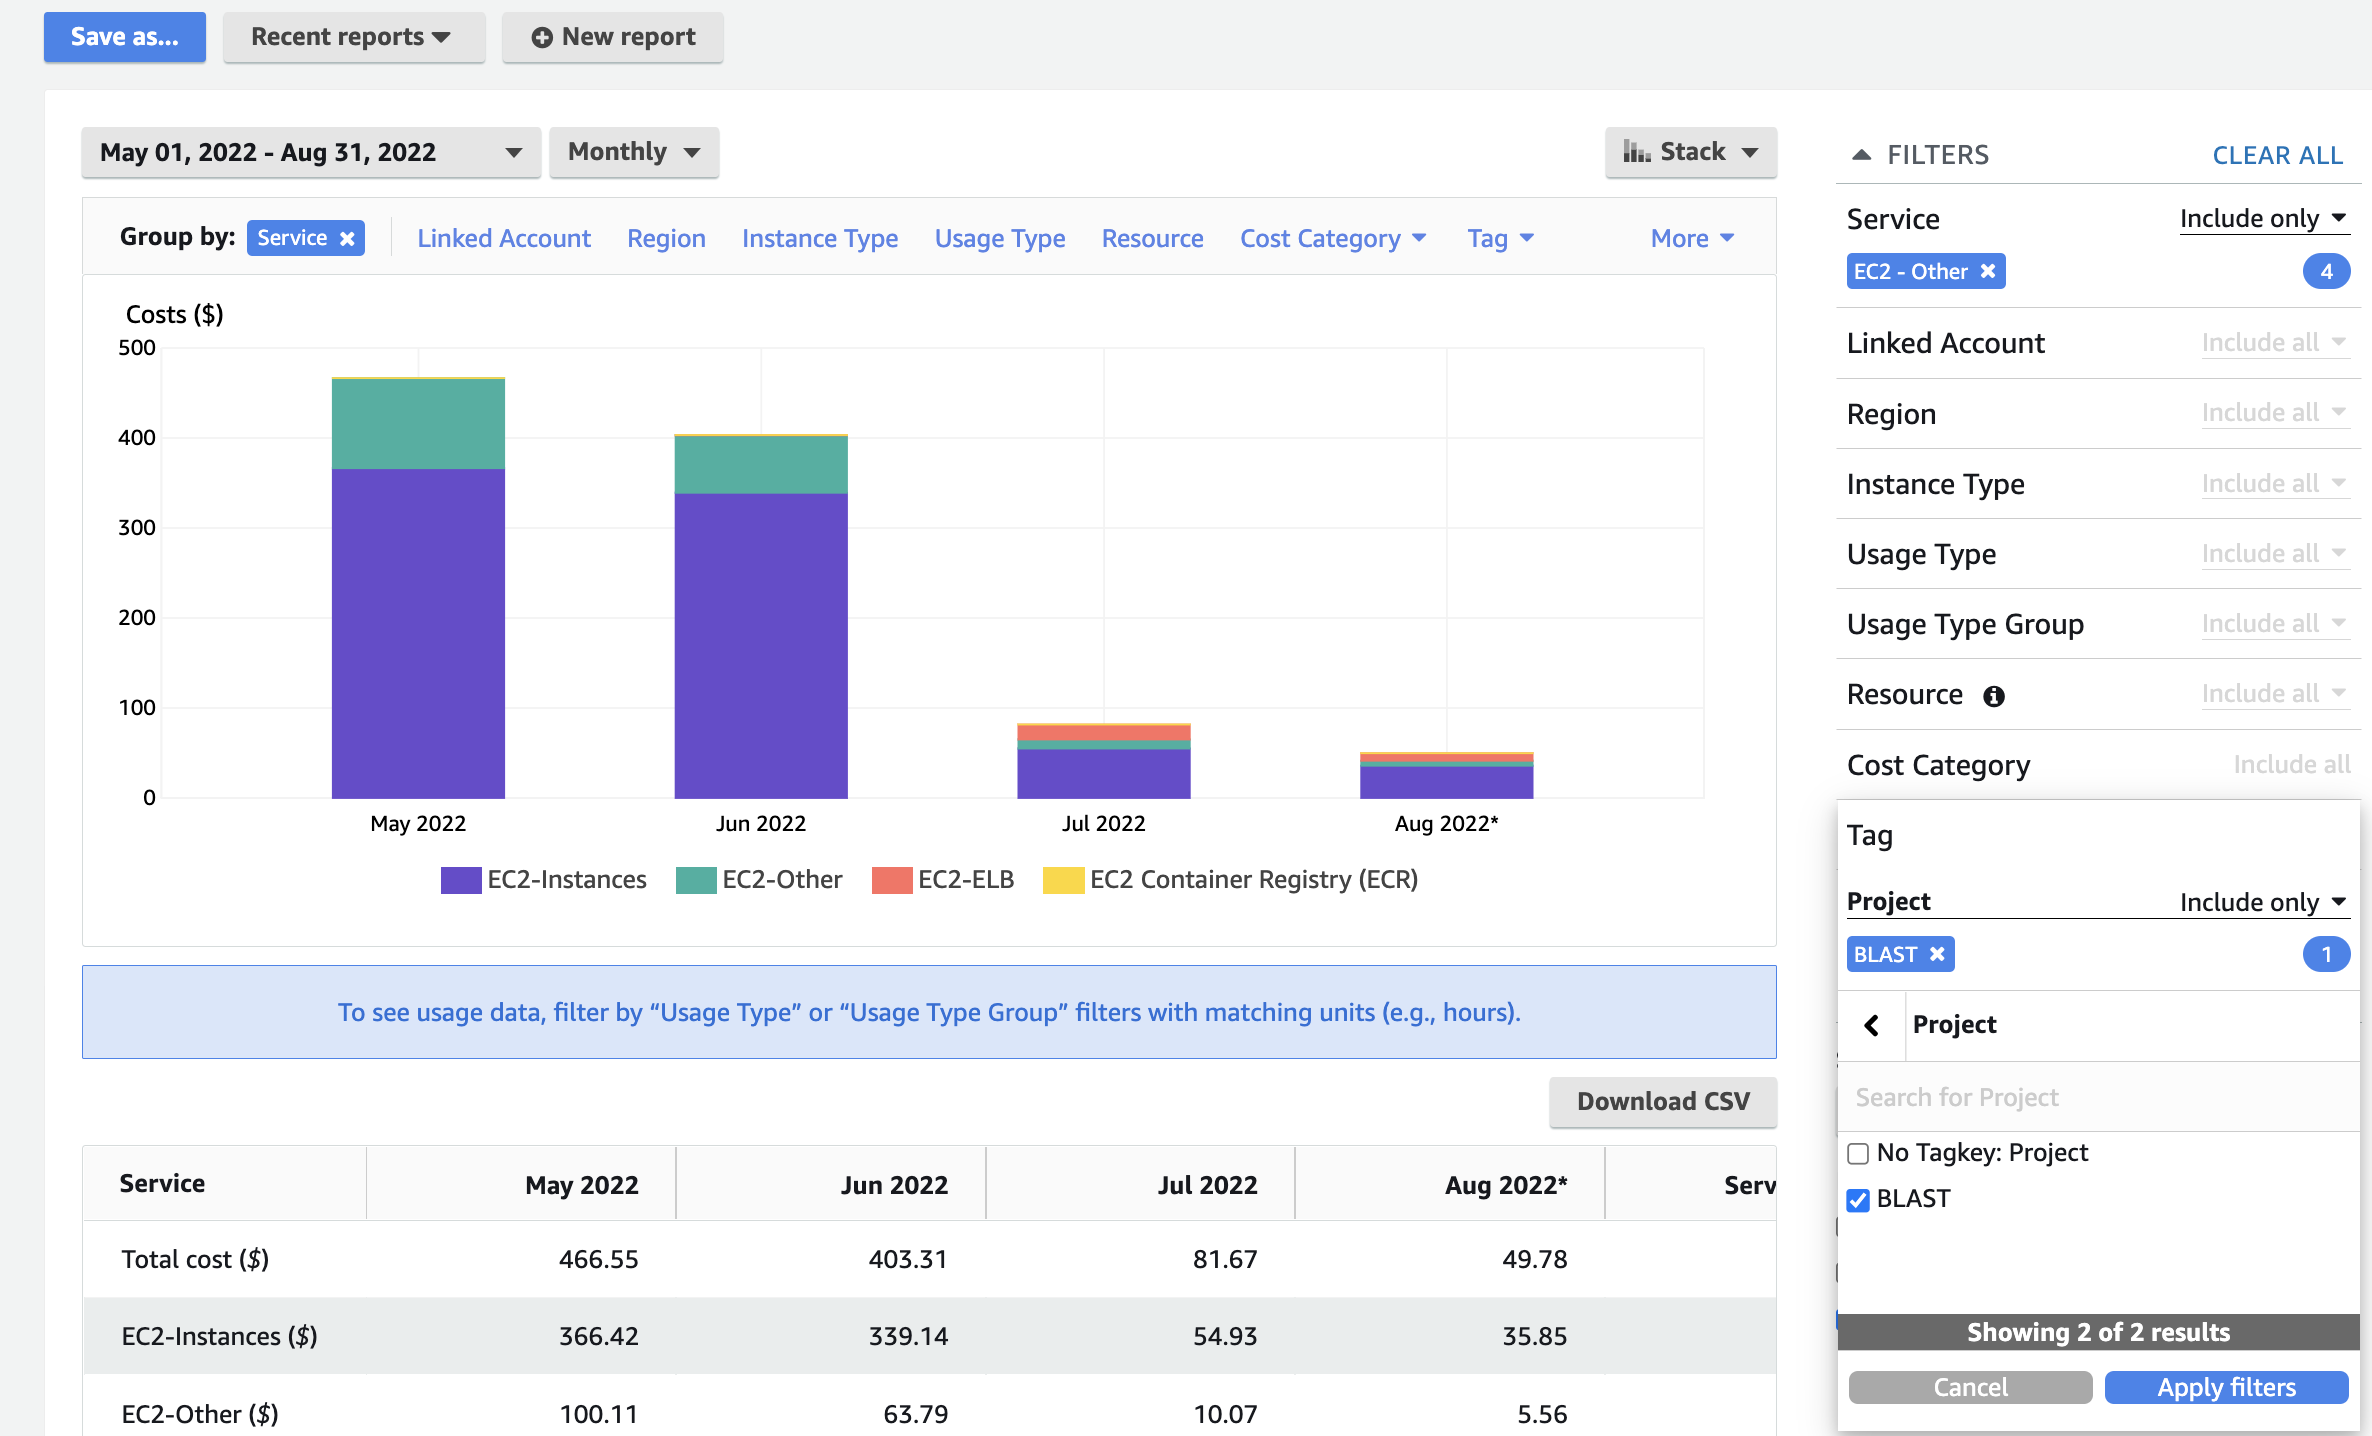 Save as...
Recent reports
New report
May 01, 2022 - Aug 31, 2022
Monthly
Stack
Group by: Service Linked Account Region Instance Type Usage Type Resource Cost Category Tag More
Costs ($)
500
400
300
200
100
0
May 2022 Jun 2022 Jul 2022 Aug 2022*
EC2-Instances EC2-Other EC2-ELB EC2 Container Registry (ECR)
To see usage data, filter by “Usage Type” or “Usage Type Group” filters with matching units (e.g., hours).
Download CSV
Service May 2022 Jun 2022 Jul 2022 Aug 2022* Serv
Total cost ($) 466.55 403.31 81.67 49.78
EC2-Instances ($) 366.42 339.14 54.93 35.85
EC2-Other ($) 100.11 63.79 10.07 5.56
FILTERS CLEAR ALL
Service Include only
EC2 - Other 4
Linked Account Include all
Region Include all
Instance Type Include all
Usage Type Include all
Usage Type Group Include all
Resource Include all
Cost Category Include all
Tag
Project Include only
BLAST 1
Project
Search for Project
No Tagkey: Project
BLAST
Showing 2 of 2 results
Cancel Apply filters